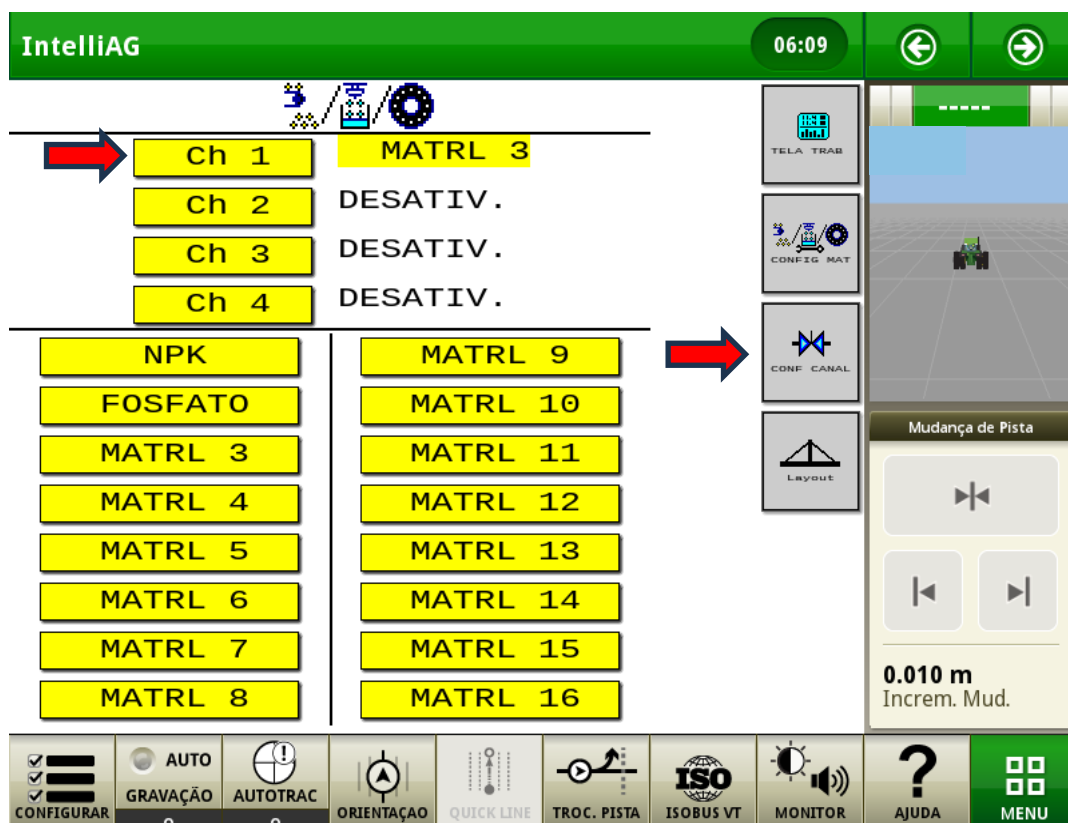 IntelliAG
06:09
-----
Ch 1 MATRL 3
Ch 2 DESATIV.
Ch 3 DESATIV.
Ch 4 DESATIV.
NPK MATRL 9
FOSFATO MATRL 10
MATRL 3 MATRL 11
MATRL 4 MATRL 12
MATRL 5 MATRL 13
MATRL 6 MATRL 14
MATRL 7 MATRL 15
MATRL 8 MATRL 16
TELA TRAB
CONFIG MAT
CONF CANAL
Layout
Mudança de Pista
0.010 m
Increm. Mud.
CONFIGURAR
AUTO
GRAVAÇÃO
AUTOTRAC
ORIENTAÇAO
QUICK LINE
TROC. PISTA
ISO
ISOBUS VT
MONITOR
?
AJUDA
MENU